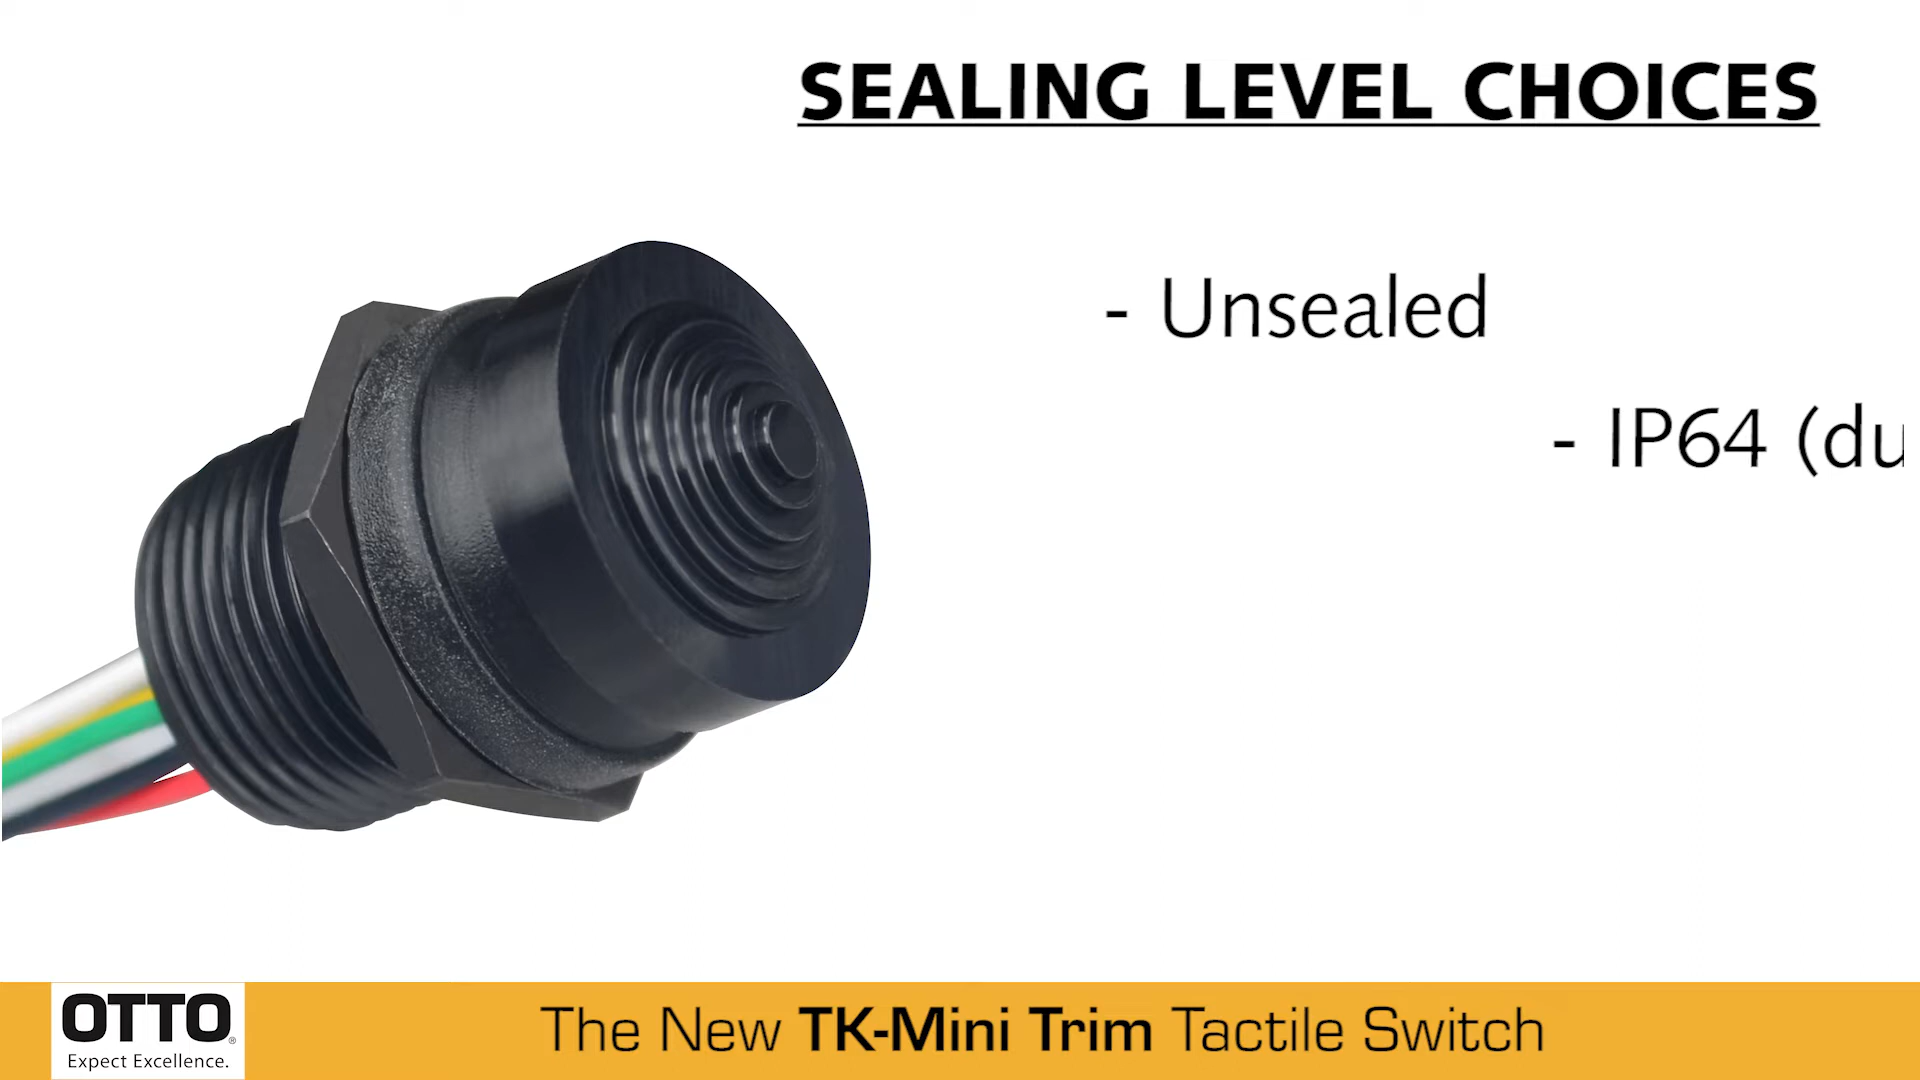 SEALING LEVEL CHOICES
- Unsealed
- IP64 (du
OTTO®
Expect Excellence.
The New TK-Mini Trim Tactile Switch